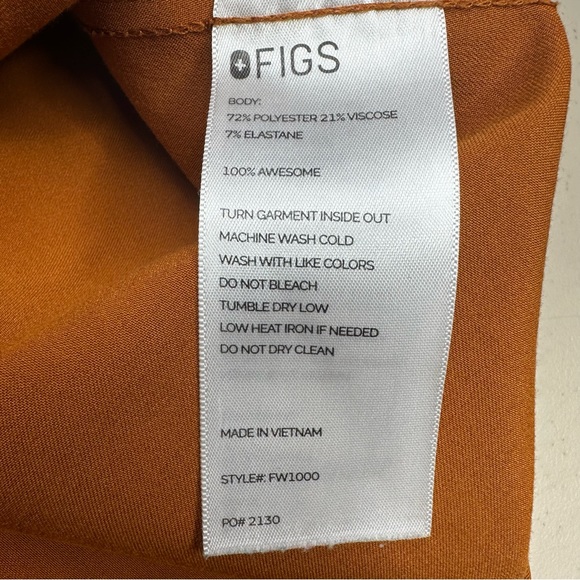 FIGS
BODY:
72% POLYESTER 21% VISCOSE
7% ELASTANE
100% AWESOME
TURN GARMENT INSIDE OUT
MACHINE WASH COLD
WASH WITH LIKE COLORS
DO NOT BLEACH
TUMBLE DRY LOW
LOW HEAT IRON IF NEEDED
DO NOT DRY CLEAN
MADE IN VIETNAM
STYLE#: FW1000
PO# 2130